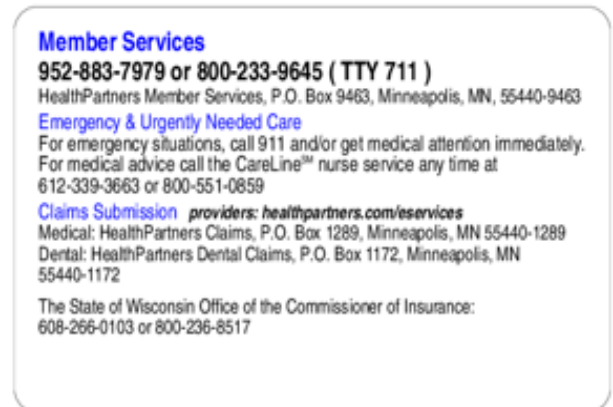 Member Services
952-883-7979 or 800-233-9645 ( TTY 711 )
HealthPartners Member Services, P.O. Box 9463, Minneapolis, MN, 55440-9463
Emergency & Urgently Needed Care
For emergency situations, call 911 and/or get medical attention immediately.
For medical advice call the CareLine℠ nurse service any time at
612-339-3663 or 800-551-0859
Claims Submission providers: healthpartners.com/eservices
Medical: HealthPartners Claims, P.O. Box 1289, Minneapolis, MN 55440-1289
Dental: HealthPartners Dental Claims, P.O. Box 1172, Minneapolis, MN
55440-1172
The State of Wisconsin Office of the Commissioner of Insurance:
608-266-0103 or 800-236-8517